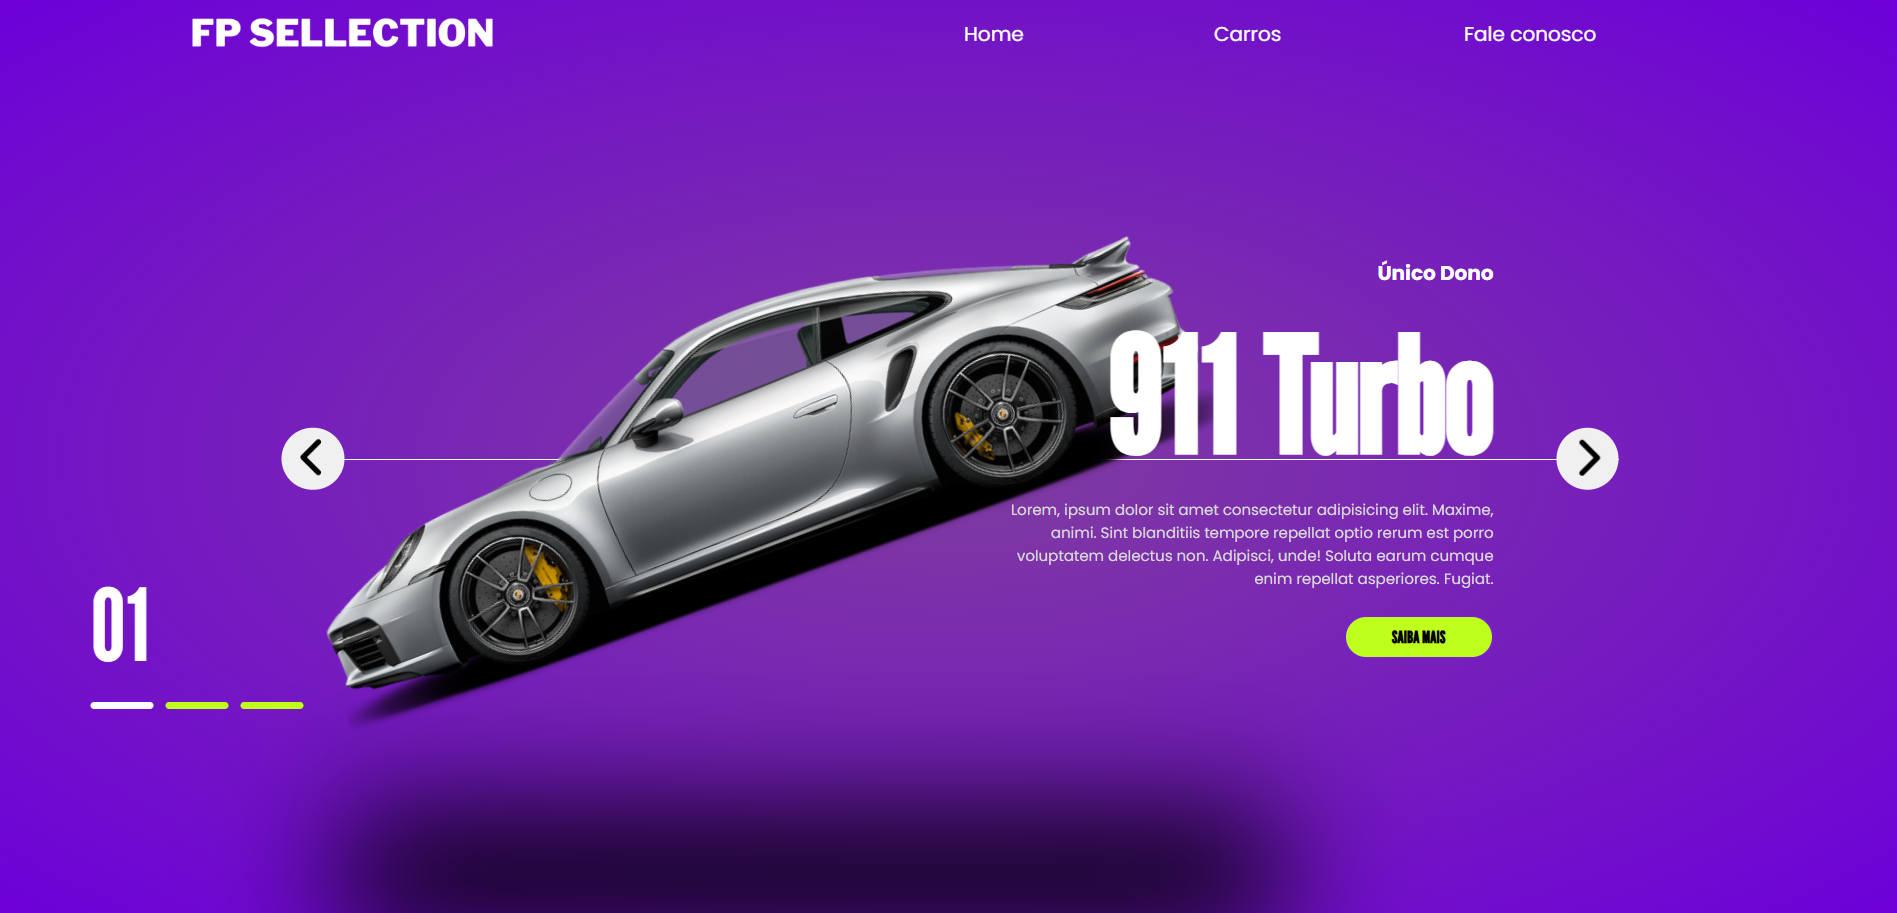 FP SELLECTION
Home
Carros
Fale conosco
Único Dono
911 Turbo
Lorem, ipsum dolor sit amet consectetur adipisicing elit. Maxime,
animi. Sint blanditiis tempore repellat optio rerum est porro
voluptatem delectus non. Adipisci, unde! Soluta earum cumque
enim repellat asperiores. Fugiat.
SAIBA MAIS
01